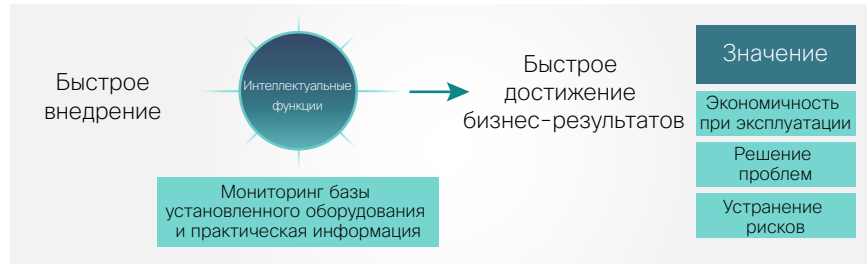 Быстрое
внедрение
Интеллектуальные
функции
Мониторинг базы
установленного оборудования
и практическая информация
Быстрое
достижение
бизнес-результатов
Значение
Экономичность
при эксплуатации
Решение
проблем
Устранение
рисков